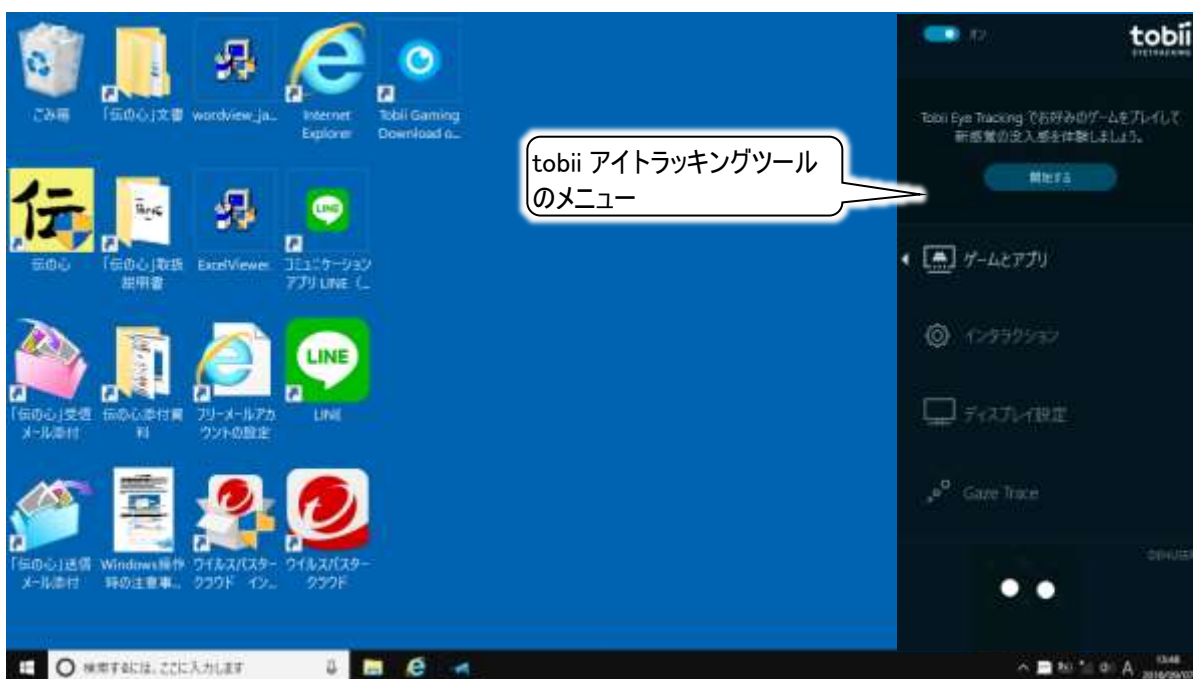 ごみ箱
「伝の心」文書
wordview_ja...
Internet
Explorer
Tobii Gaming
Download o...
伝の心
「伝の心」取扱
説明書
ExcelViewer
コミュニケーション
アプリ LINE (...
「伝の心」受信
メール添付
伝の心添付資
料
フリーメールアカ
ウントの設定
LINE
「伝の心」送信
メール添付
Windows操作
時の注意事...
ウイルスバスター
クラウド イン...
ウイルスバスター
クラウド
tobii アイトラッキングツール
のメニュー
オン
tobii
EYETRACKING
Tobii Eye Tracking でお好みのゲームをプレイして
新感覚の没入感を体験しましょう。
開始する
ゲームとアプリ
インタラクション
ディスプレイ設定
Gaze Trace
検索するには、ここに入力します
A
13:48